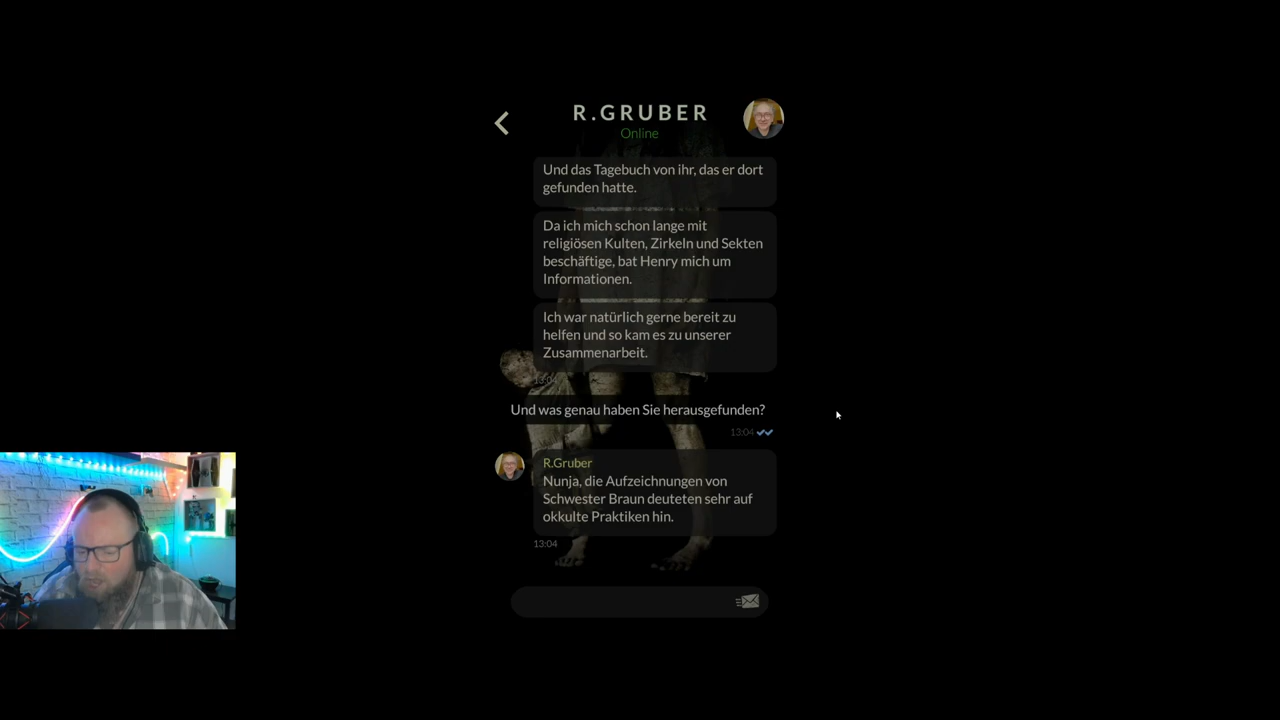 R.GRUBER
Online
Und das Tagebuch von ihr, das er dort
gefunden hatte.
Da ich mich schon lange mit
religiösen Kulten, Zirkeln und Sekten
beschäftige, bat Henry mich um
Informationen.
Ich war natürlich gerne bereit zu
helfen und so kam es zu unserer
Zusammenarbeit.
13:04
Und was genau haben Sie herausgefunden?
13:04
R.Gruber
Nunja, die Aufzeichnungen von
Schwester Braun deuteten sehr auf
okkulte Praktiken hin.
13:04